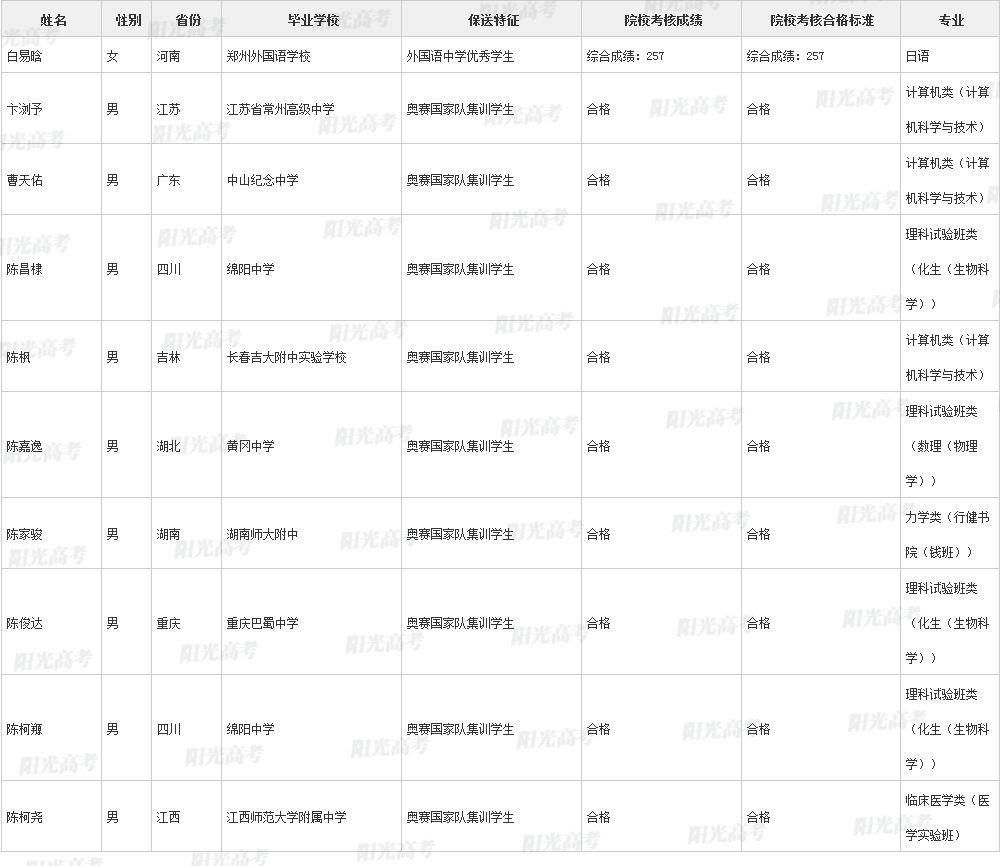 姓名 性别 省份 毕业学校 保送特征 院校考核成绩 院校考核合格标准 专业
白易晗 女 河南 郑州外国语学校 外国语中学优秀学生 综合成绩：257 综合成绩：257 日语
卞浏予 男 江苏 江苏省常州高级中学 奥赛国家队集训学生 合格 合格 计算机类（计算
机科学与技术）
曹天佑 男 广东 中山纪念中学 奥赛国家队集训学生 合格 合格 计算机类（计算
机科学与技术）
陈昌棣 男 四川 绵阳中学 奥赛国家队集训学生 合格 合格 理科试验班类
（化生（生物科
学））
陈枫 男 吉林 长春吉大附中实验学校 奥赛国家队集训学生 合格 合格 计算机类（计算
机科学与技术）
陈嘉逸 男 湖北 黄冈中学 奥赛国家队集训学生 合格 合格 理科试验班类
（数理（物理
学））
陈家骏 男 湖南 湖南师大附中 奥赛国家队集训学生 合格 合格 力学类（行健书
院（钱班））
陈俊达 男 重庆 重庆巴蜀中学 奥赛国家队集训学生 合格 合格 理科试验班类
（化生（生物科
学））
陈柯翔 男 四川 绵阳中学 奥赛国家队集训学生 合格 合格 理科试验班类
（化生（生物科
学））
陈柯尧 男 江西 江西师范大学附属中学 奥赛国家队集训学生 合格 合格 临床医学类（医
学实验班）